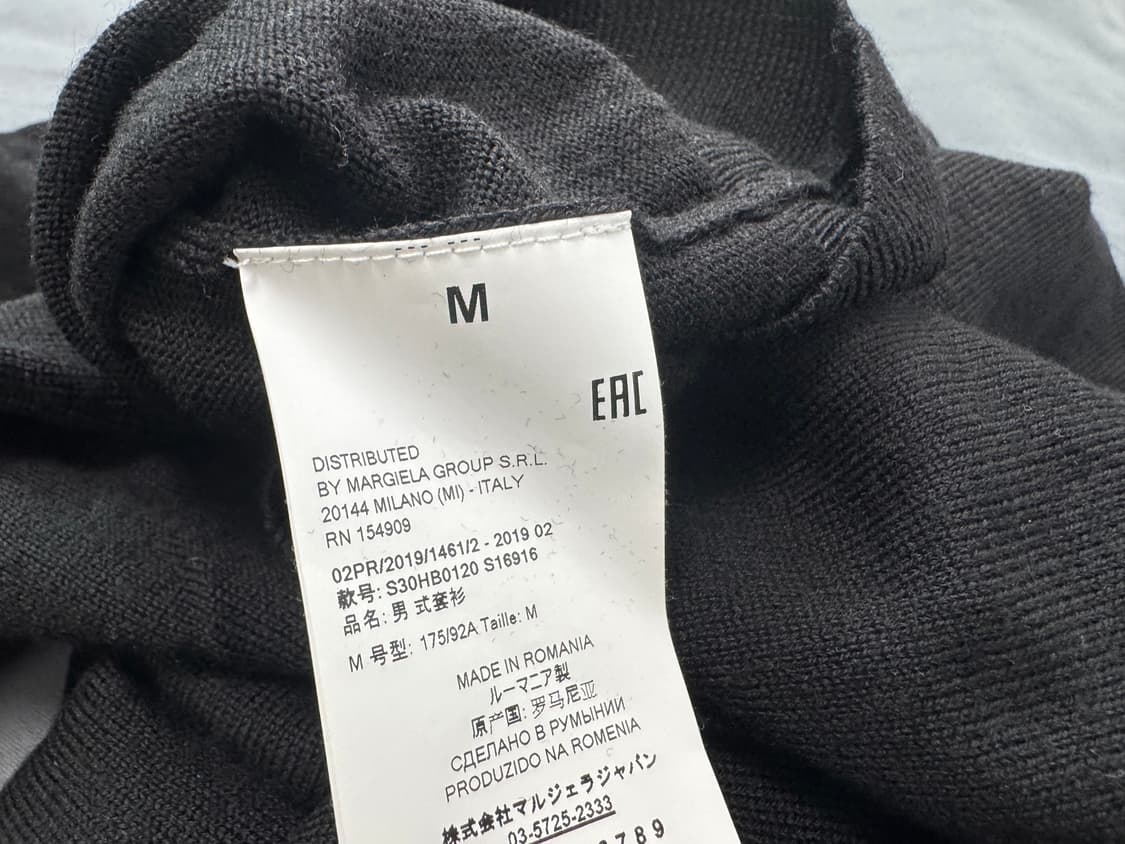 M
EAC
DISTRIBUTED
BY MARGIELA GROUP S.R.L.
20144 MILANO (MI) - ITALY
RN 154909
02PR/2019/1461/2 - 2019 02
款号: S30HB0120 S16916
品名: 男 式套衫
M 号型: 175/92A Taille: M
MADE IN ROMANIA
ルーマニア製
原产国: 罗马尼亚
СДЕЛАНО В РУМЫНИИ
PRODUZIDO NA ROMENIA
株式会社マルジェラジャパン
03-5725-2333
7 8 9